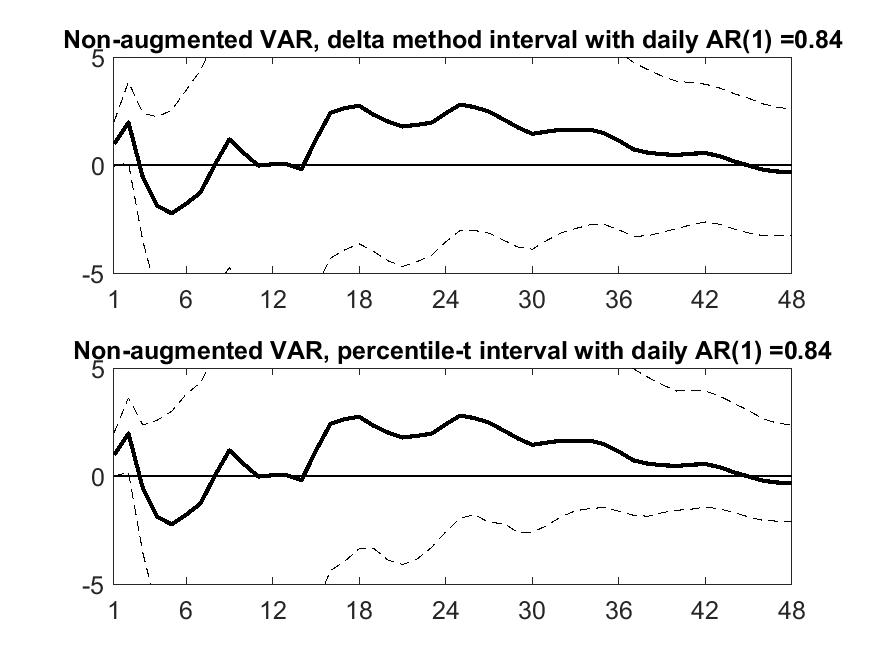 Non-augmented VAR, delta method interval with daily AR(1) =0.84
5
0
-5
1 6 12 18 24 30 36 42 48
Non-augmented VAR, percentile-t interval with daily AR(1) =0.84
5
0
-5
1 6 12 18 24 30 36 42 48